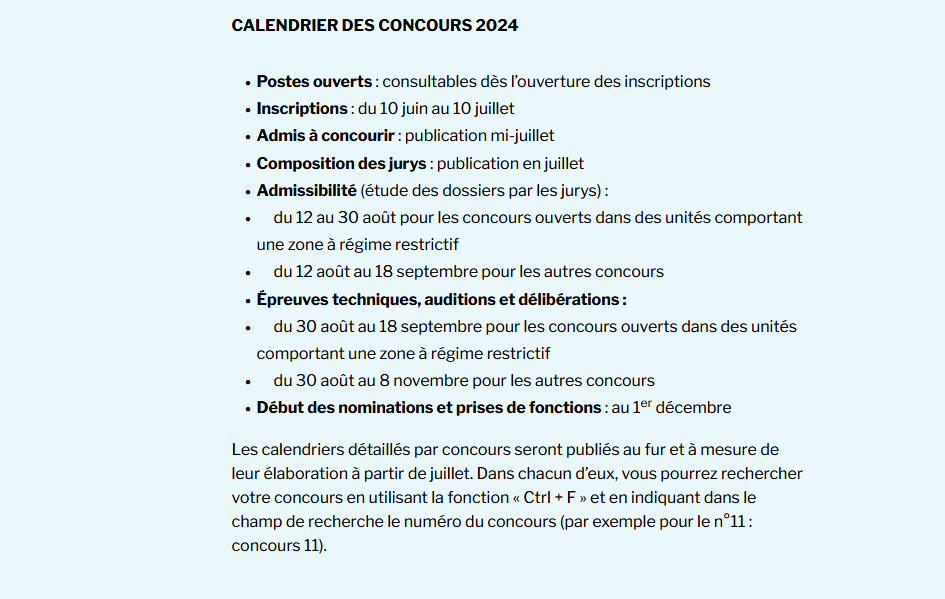 CALENDRIER DES CONCOURS 2024
• Postes ouverts : consultables dès l’ouverture des inscriptions
• Inscriptions : du 10 juin au 10 juillet
• Admis à concourir : publication mi-juillet
• Composition des jurys : publication en juillet
• Admissibilité (étude des dossiers par les jurys) :
• du 12 au 30 août pour les concours ouverts dans des unités comportant
une zone à régime restrictif
• du 12 août au 18 septembre pour les autres concours
• Épreuves techniques, auditions et délibérations :
• du 30 août au 18 septembre pour les concours ouverts dans des unités
comportant une zone à régime restrictif
• du 30 août au 8 novembre pour les autres concours
• Début des nominations et prises de fonctions : au 1er décembre
Les calendriers détaillés par concours seront publiés au fur et à mesure de
leur élaboration à partir de juillet. Dans chacun d’eux, vous pourrez rechercher
votre concours en utilisant la fonction « Ctrl + F » et en indiquant dans le
champ de recherche le numéro du concours (par exemple pour le n°11 :
concours 11).